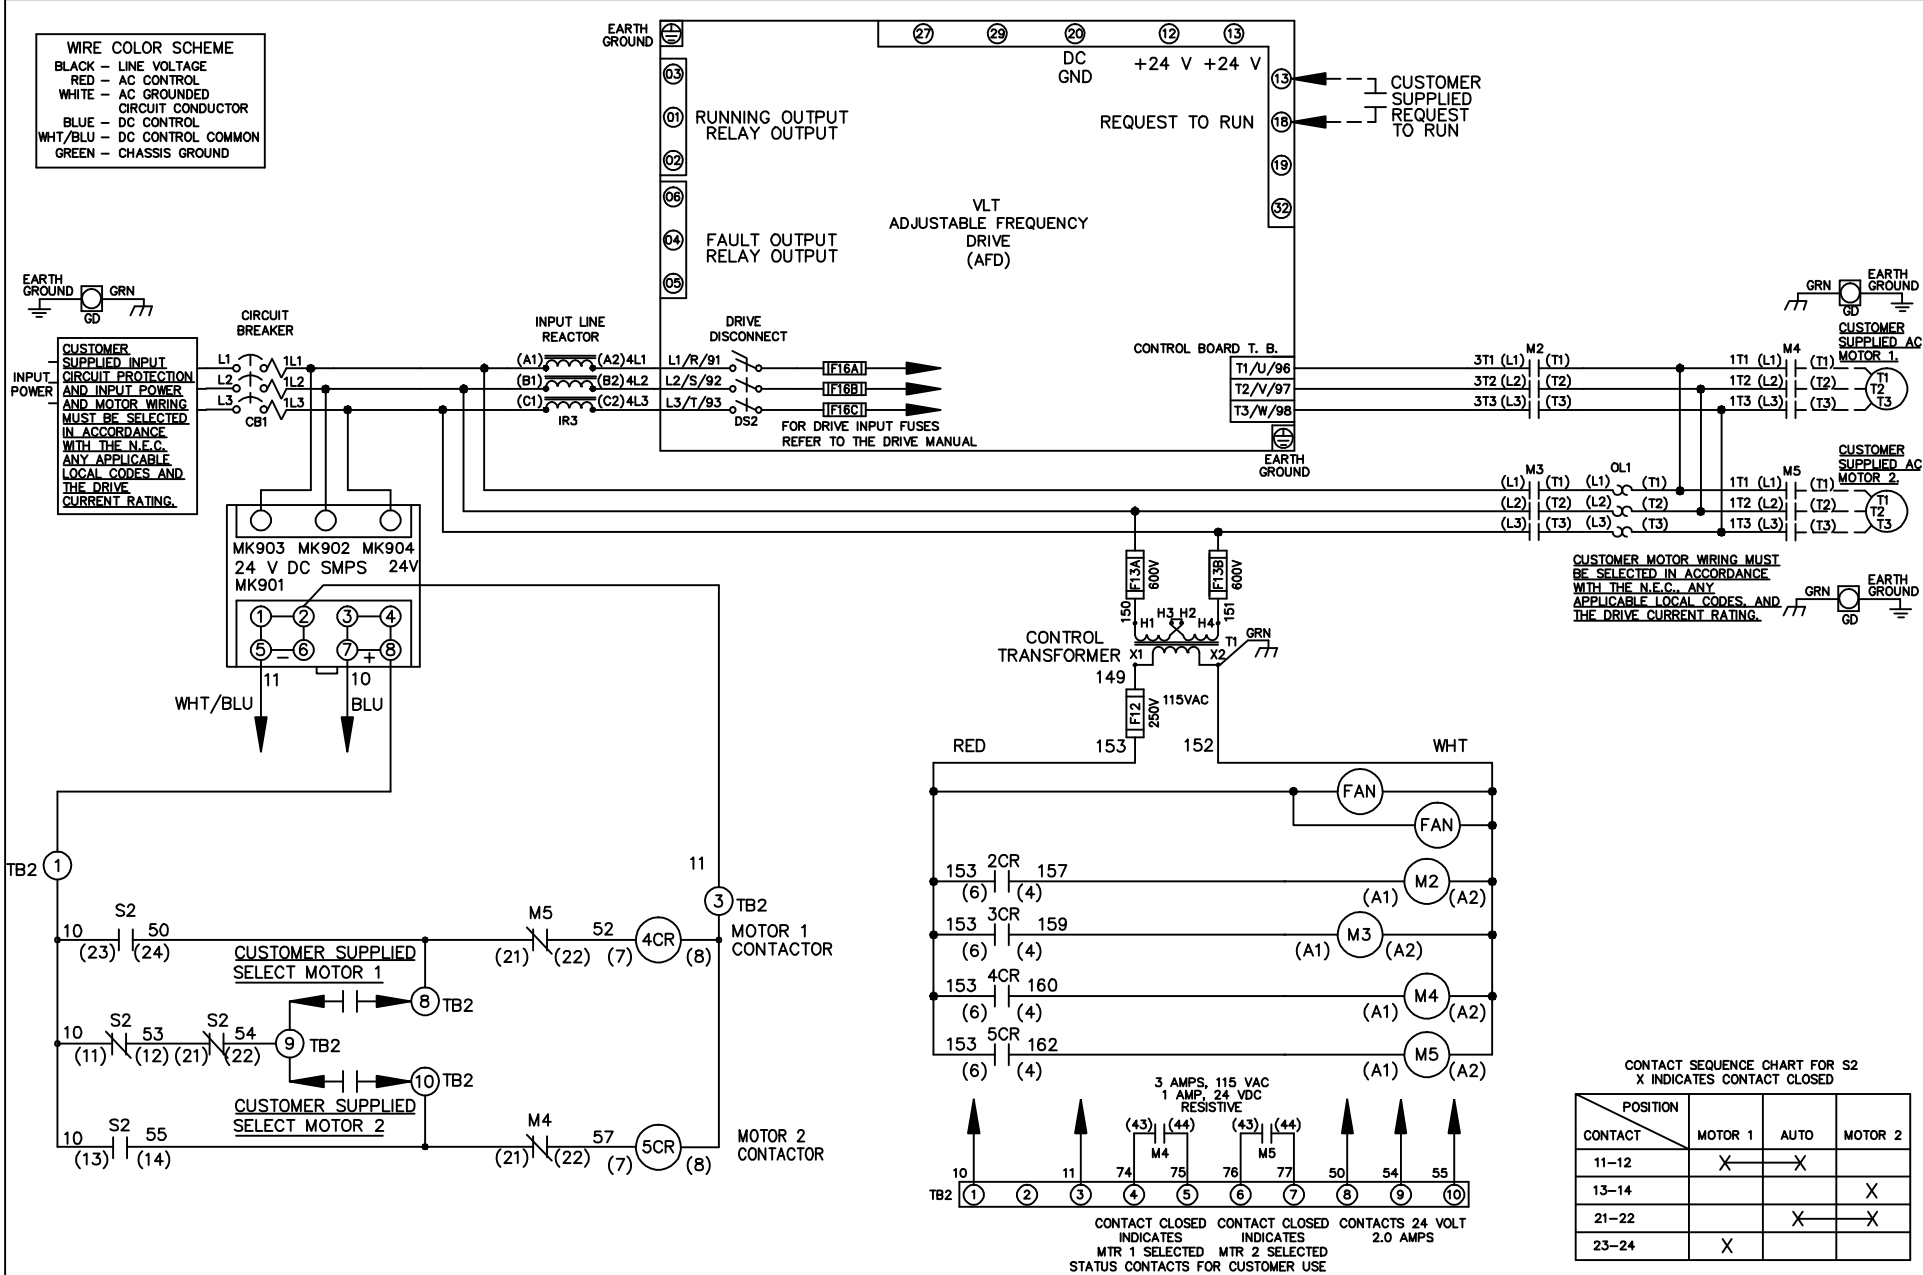 WIRE COLOR SCHEME
BLACK – LINE VOLTAGE
RED – AC CONTROL
WHITE – AC GROUNDED
CIRCUIT CONDUCTOR
BLUE – DC CONTROL
WHT/BLU – DC CONTROL COMMON
GREEN – CHASSIS GROUND
EARTH
GROUND
27 29 20 12 13
DC
GND
+24 V +24 V
03
01
02
RUNNING OUTPUT
RELAY OUTPUT
06
04
05
FAULT OUTPUT
RELAY OUTPUT
VLT
ADJUSTABLE FREQUENCY
DRIVE
(AFD)
REQUEST TO RUN
13
18
19
32
CUSTOMER
SUPPLIED
REQUEST
TO RUN
EARTH
GROUND
GRN
GD
CIRCUIT
BREAKER
INPUT
POWER
CUSTOMER
SUPPLIED INPUT
CIRCUIT PROTECTION
AND INPUT POWER
AND MOTOR WIRING
MUST BE SELECTED
IN ACCORDANCE
WITH THE N.E.C.
ANY APPLICABLE
LOCAL CODES AND
THE DRIVE
CURRENT RATING.
L1 1L1
L2 1L2
L3 1L3
CB1
INPUT LINE
REACTOR
(A1) (A2) 4L1
(B1) (B2) 4L2
(C1) (C2) 4L3
IR3
DRIVE
DISCONNECT
L1/R/91
L2/S/92
L3/T/93
DS2
F16A
F16B
F16C
FOR DRIVE INPUT FUSES
REFER TO THE DRIVE MANUAL
CONTROL BOARD T. B.
T1/U/96
T2/V/97
T3/W/98
EARTH
GROUND
M2
3T1 (L1) (T1)
3T2 (L2) (T2)
3T3 (L3) (T3)
M4
1T1 (L1) (T1)
1T2 (L2) (T2)
1T3 (L3) (T3)
GRN
EARTH
GROUND
GD
CUSTOMER
SUPPLIED AC
MOTOR 1.
T1
T2
T3
M3
(L1) (T1)
(L2) (T2)
(L3) (T3)
OL1
(L1) (T1)
(L2) (T2)
(L3) (T3)
M5
1T1 (L1) (T1)
1T2 (L2) (T2)
1T3 (L3) (T3)
CUSTOMER
SUPPLIED AC
MOTOR 2.
T1
T2
T3
CUSTOMER MOTOR WIRING MUST
BE SELECTED IN ACCORDANCE
WITH THE N.E.C., ANY
APPLICABLE LOCAL CODES, AND
THE DRIVE CURRENT RATING.
GRN
EARTH
GROUND
GD
MK903 MK902 MK904
24 V DC SMPS 24V
MK901
1 2 3 4
5 – 6 7 + 8
11 10
WHT/BLU BLU
F13A
600V
F13B
600V
150
151
H1 H3 H2 H4
CONTROL
TRANSFORMER
X1 X2
T1
GRN
149
F12
250V
115VAC
153 152
RED WHT
FAN
FAN
2CR
153 157
(6) (4)
M2
(A1) (A2)
3CR
153 159
(6) (4)
M3
(A1) (A2)
4CR
153 160
(6) (4)
M4
(A1) (A2)
5CR
153 162
(6) (4)
M5
(A1) (A2)
TB2 1
11
3 TB2
S2
10 50
(23) (24)
CUSTOMER SUPPLIED
SELECT MOTOR 1
8 TB2
M5
52
(21) (22)
(7) 4CR (8)
MOTOR 1
CONTACTOR
S2 S2
10 53 54
(11) (12) (21) (22)
9 TB2
10 TB2
CUSTOMER SUPPLIED
SELECT MOTOR 2
S2
10 55
(13) (14)
M4
57
(21) (22)
(7) 5CR (8)
MOTOR 2
CONTACTOR
3 AMPS, 115 VAC
1 AMP, 24 VDC
RESISTIVE
(43) (44)
M4
(43) (44)
M5
10 11 74 75 76 77 50 54 55
TB2 1 2 3 4 5 6 7 8 9 10
CONTACT CLOSED
INDICATES
MTR 1 SELECTED
CONTACT CLOSED
INDICATES
MTR 2 SELECTED
STATUS CONTACTS FOR CUSTOMER USE
CONTACTS 24 VOLT
2.0 AMPS
CONTACT SEQUENCE CHART FOR S2
X INDICATES CONTACT CLOSED
POSITION
CONTACT MOTOR 1 AUTO MOTOR 2
11–12 X X
13–14 X
21–22 X X
23–24 X